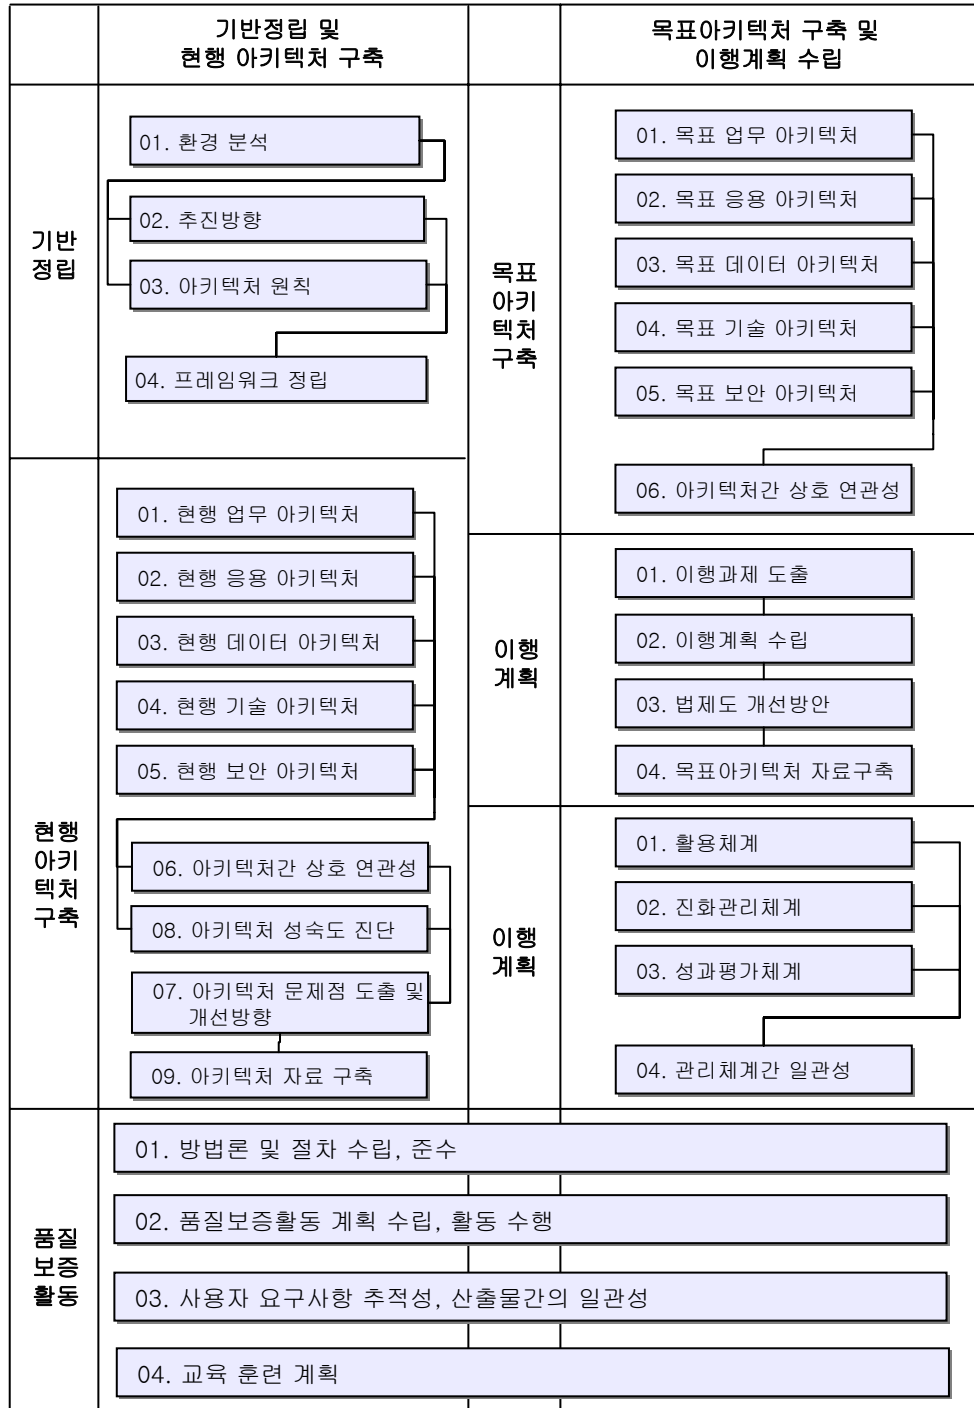 기반정립 및
현행 아키텍처 구축
목표아키텍처 구축 및
이행계획 수립
기반
정립
01. 환경 분석
02. 추진방향
03. 아키텍처 원칙
04. 프레임워크 정립
현행
아키
텍처
구축
01. 현행 업무 아키텍처
02. 현행 응용 아키텍처
03. 현행 데이터 아키텍처
04. 현행 기술 아키텍처
05. 현행 보안 아키텍처
06. 아키텍처간 상호 연관성
08. 아키텍처 성숙도 진단
07. 아키텍처 문제점 도출 및
개선방향
09. 아키텍처 자료 구축
목표
아키
텍처
구축
01. 목표 업무 아키텍처
02. 목표 응용 아키텍처
03. 목표 데이터 아키텍처
04. 목표 기술 아키텍처
05. 목표 보안 아키텍처
06. 아키텍처간 상호 연관성
이행
계획
01. 이행과제 도출
02. 이행계획 수립
03. 법제도 개선방안
04. 목표아키텍처 자료구축
이행
계획
01. 활용체계
02. 진화관리체계
03. 성과평가체계
04. 관리체계간 일관성
품질
보증
활동
01. 방법론 및 절차 수립, 준수
02. 품질보증활동 계획 수립, 활동 수행
03. 사용자 요구사항 추적성, 산출물간의 일관성
04. 교육 훈련 계획